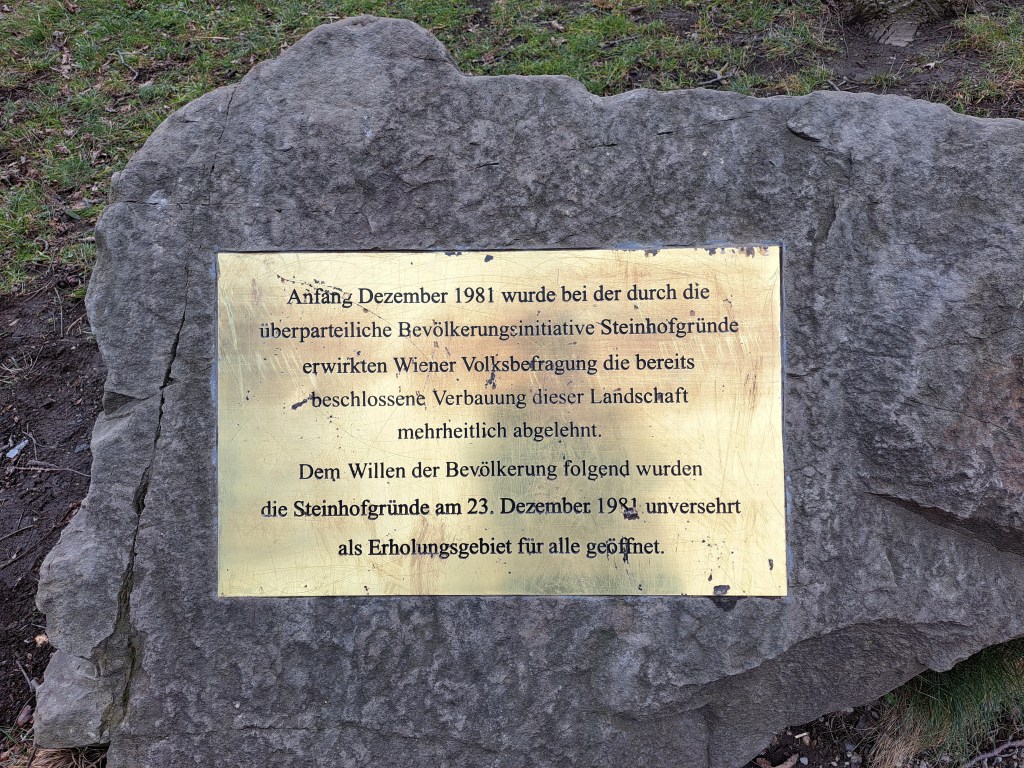 Anfang Dezember 1981 wurde bei der durch die
überparteiliche Bevölkerungsinitiative Steinhofgründe
erwirkten Wiener Volksbefragung die bereits
beschlossene Verbauung dieser Landschaft
mehrheitlich abgelehnt.
Dem Willen der Bevölkerung folgend wurden
die Steinhofgründe am 23. Dezember 1981 unversehrt
als Erholungsgebiet für alle geöffnet.